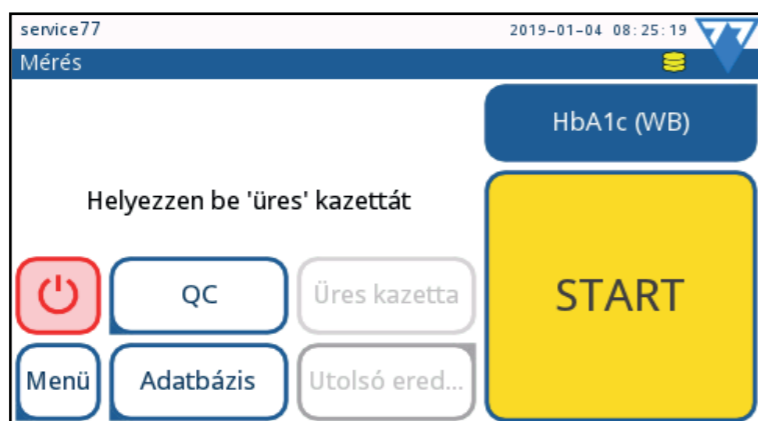 service77
2019-01-04 08:25:19
77
Mérés
HbA1c (WB)
Helyezzen be 'üres' kazettát
QC
Üres kazetta
START
Menü
Adatbázis
Utolsó ered...